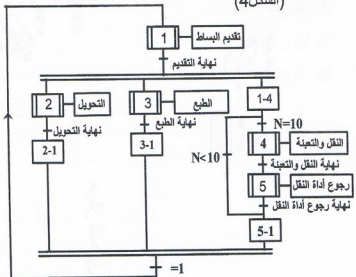 (الشكل4)
1
تقديم البساط
نهاية التقديم
2
التحويل
نهاية التحويل
2-1
3
الطبع
نهاية الطبع
3-1
1-4
N=10
4
النقل والتعبئة
نهاية النقل والتعبئة
N<10
5
رجوع أداة النقل
نهاية رجوع أداة النقل
5-1
=1